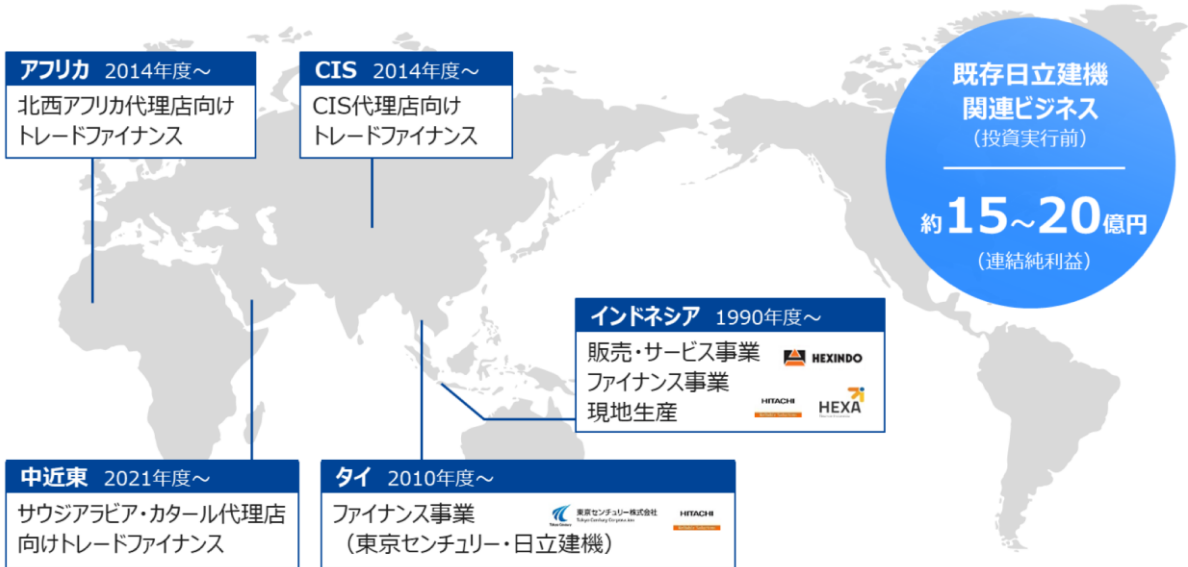 アフリカ 2014年度～
北西アフリカ代理店向け
トレードファイナンス
CIS 2014年度～
CIS代理店向け
トレードファイナンス
既存日立建機
関連ビジネス
（投資実行前）
約15～20億円
（連結純利益）
インドネシア 1990年度～
販売・サービス事業
HEXINDO
ファイナンス事業
現地生産
HITACHI
HEXA
中近東 2021年度～
サウジアラビア・カタール代理店
向けトレードファイナンス
タイ 2010年度～
ファイナンス事業
（東京センチュリー・日立建機）
東京センチュリー株式会社
HITACHI